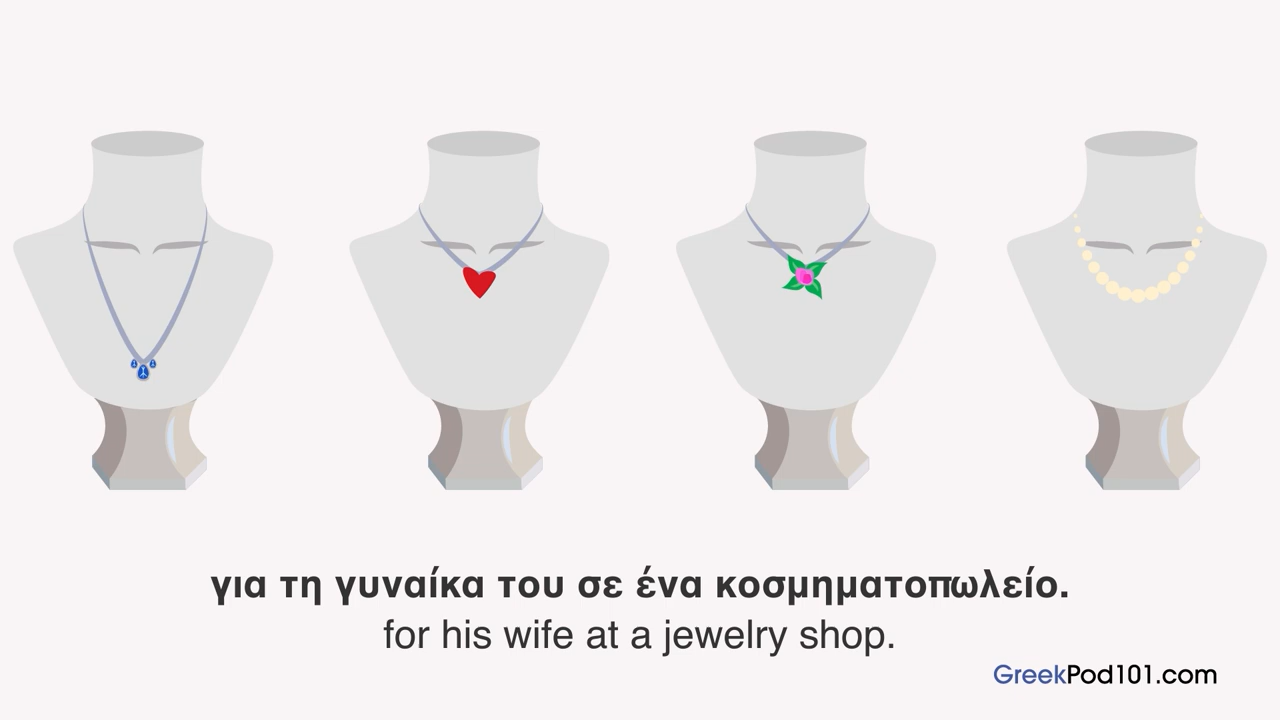 για τη γυναίκα του σε ένα κοσμηματοπωλείο.
for his wife at a jewelry shop.
GreekPod101.com